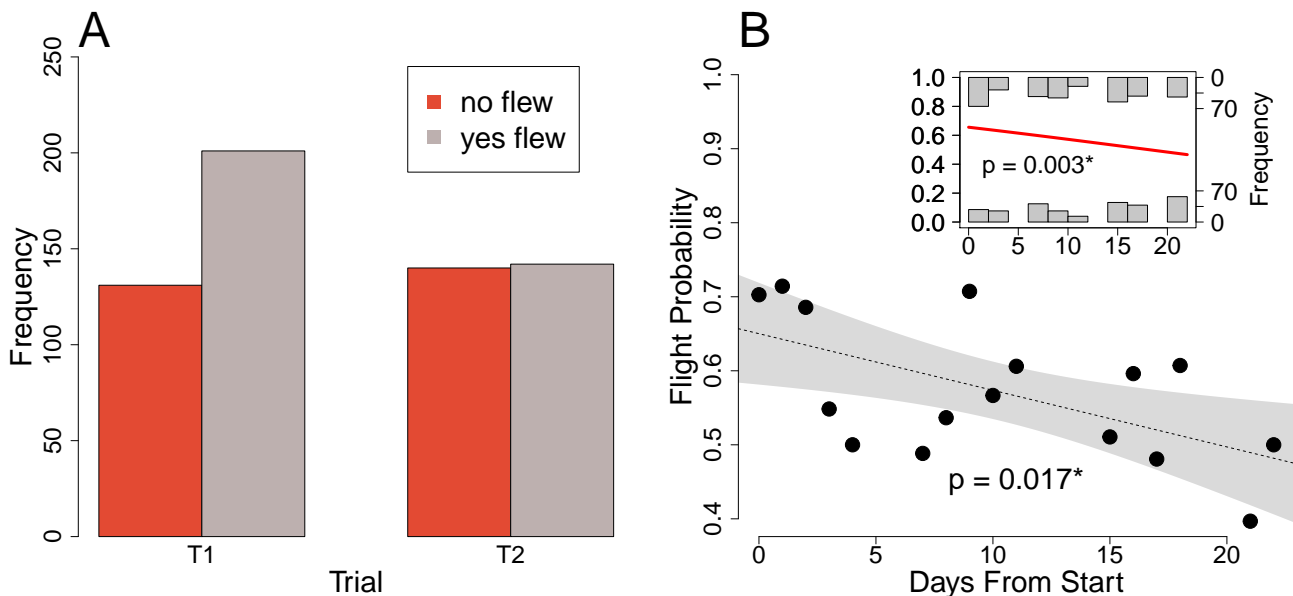 A
250
200
150
100
50
0
Frequency
no flew
yes flew
T1
T2
Trial
B
1.0
0.9
0.8
0.7
0.6
0.5
0.4
Flight Probability
p = 0.017*
0
5
10
15
20
Days From Start
1.0
0.8
0.6
0.4
0.2
0.0
p = 0.003*
0
5
10
15
20
0
70
70
0
Frequency